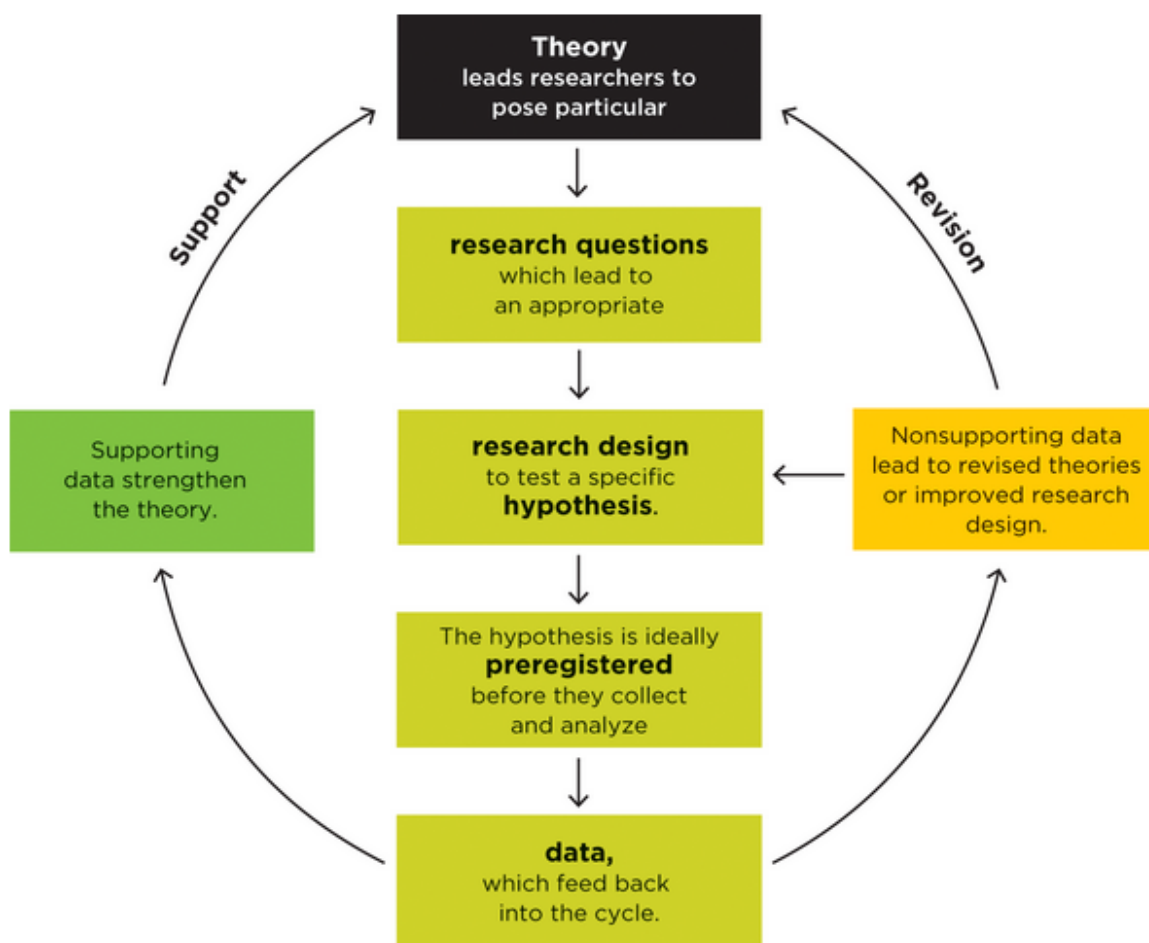 Theory
leads researchers to
pose particular
Support
Revision
research questions
which lead to
an appropriate
Supporting
data strengthen
the theory.
research design
to test a specific
hypothesis.
Nonsupporting data
lead to revised theories
or improved research
design.
The hypothesis is ideally
preregistered
before they collect
and analyze
data,
which feed back
into the cycle.